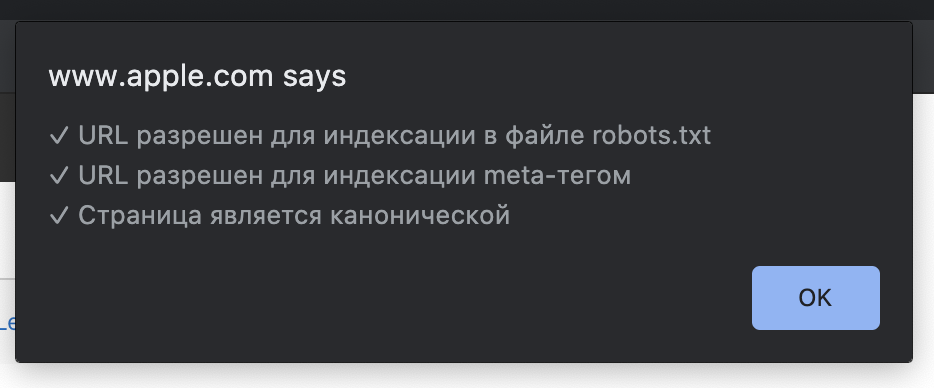 www.apple.com says
✓ URL разрешен для индексации в файле robots.txt
✓ URL разрешен для индексации meta-тегом
✓ Страница является канонической
OK
Le